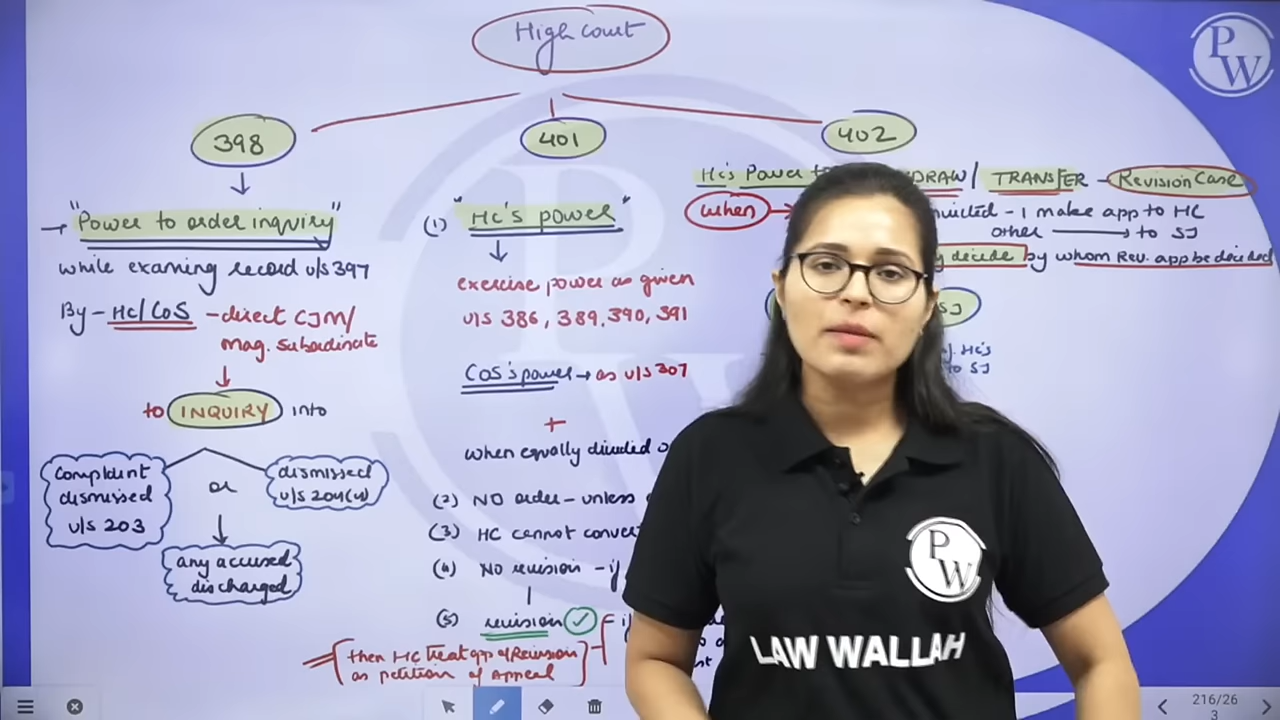 High court
398
401
402
"Power to order inquiry"
while examing record u/s 397
By - HC/COS - direct CJM/
mag. subordinate
to INQUIRY into
complaint
dismissed
u/s 203
or
dismissed
u/s 204(4)
any accused
discharged
(1) "HC's power"
exercise power as given
u/s 386, 389, 390, 391
COS's power → as u/s 307
+
when equally divided
(2) NO order - unless
(3) HC cannot convert
(4) NO revision - if
(5) revision
then HC Treat app of Revision
as petition of Appeal
HC's Power to DRAW / TRANSFER - Revision Case
when
- 1 make app to HC
other → to SJ
decide by whom Rev. app be decided
SJ
HC's
to SJ
PW
PW
LAW WALLAH
216/26
3